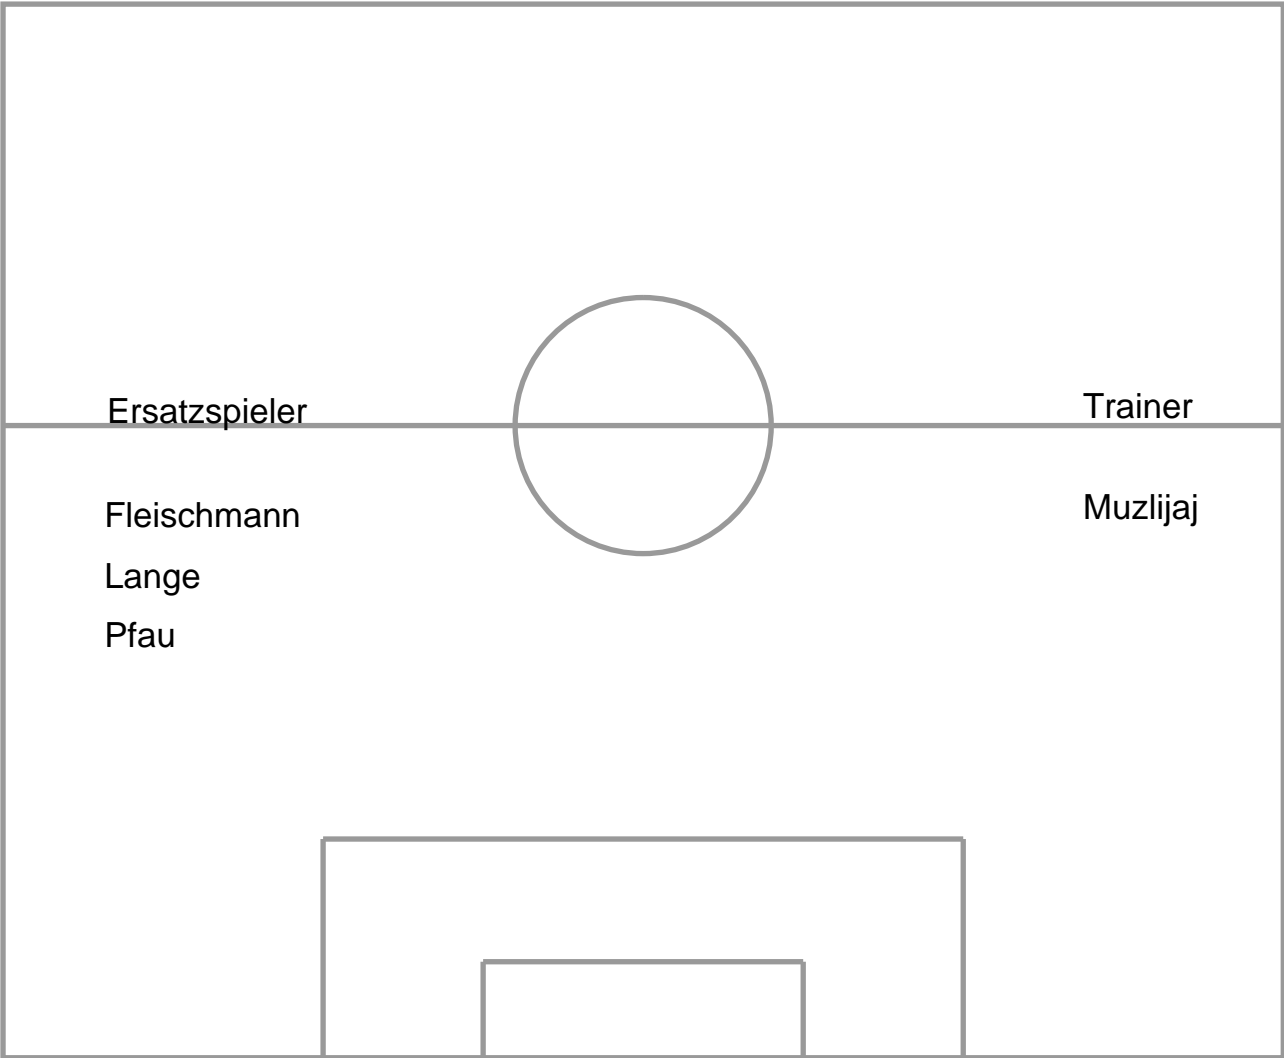 Ersatzspieler
Fleischmann
Lange
Pfau
Trainer
Muzlijaj